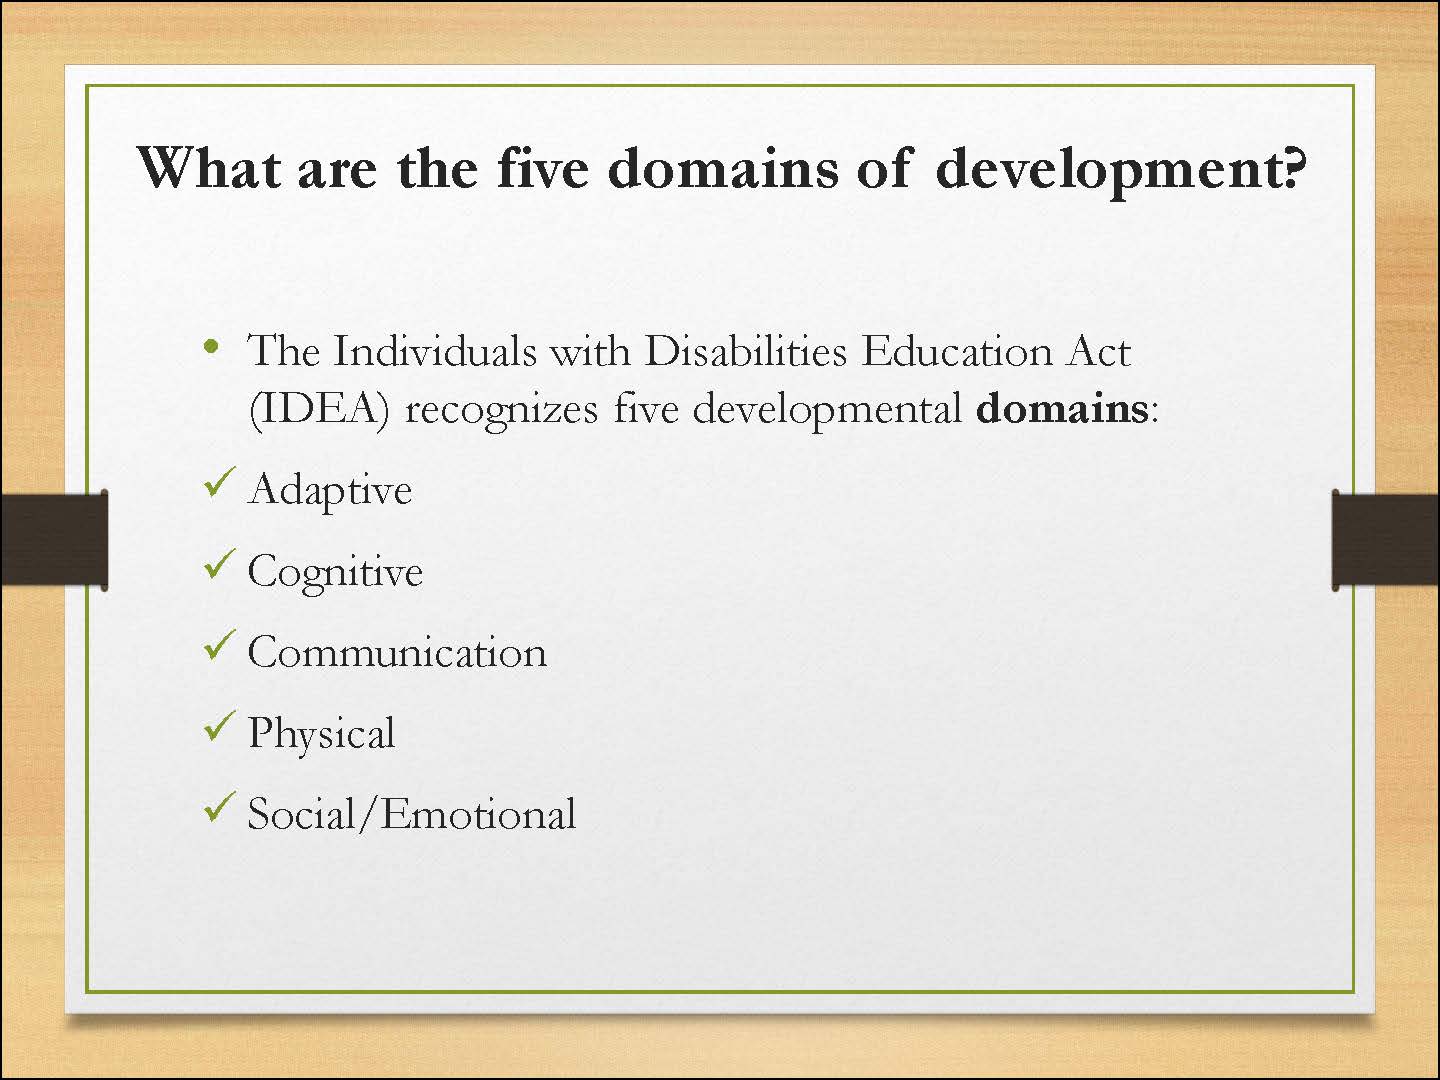 What are the five domains of development?
• The Individuals with Disabilities Education Act
(IDEA) recognizes five developmental domains:
✓ Adaptive
✓ Cognitive
✓ Communication
✓ Physical
✓ Social/Emotional